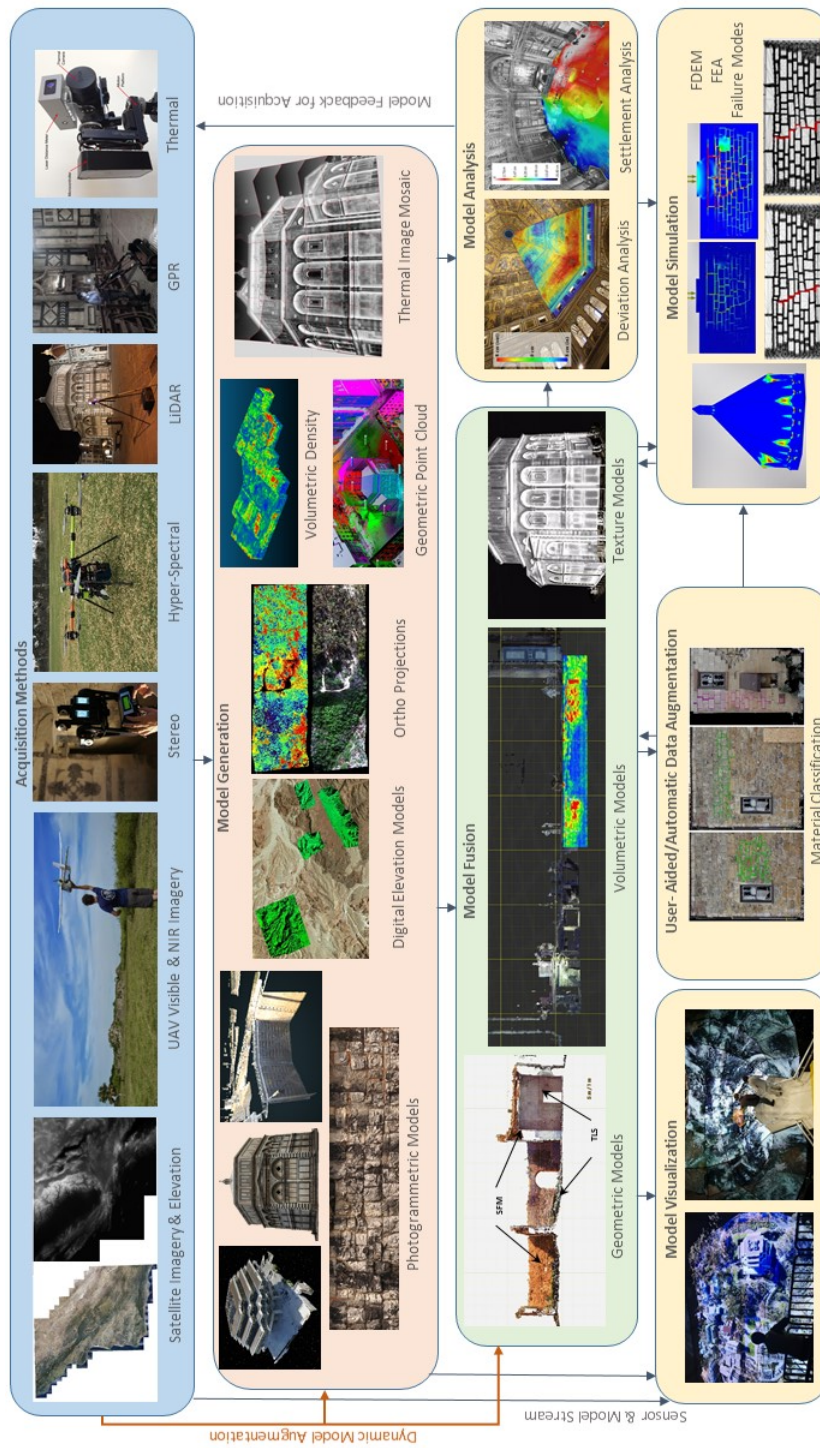 Acquisition Methods
Satellite Imagery & Elevation
UAV Visible & NIR Imagery
Stereo
Hyper-Spectral
LiDAR
GPR
Thermal
Dynamic Model Augmentation
Model Generation
Photogrammetric Models
Digital Elevation Models
Ortho Projections
Volumetric Density
Geometric Point Cloud
Thermal Image Mosaic
Model Feedback for Acquisition
Model Fusion
SFM
TLS
Geometric Models
Volumetric Models
Texture Models
Model Analysis
Deviation Analysis
Settlement Analysis
Sensor & Model Stream
Model Visualization
User- Aided/Automatic Data Augmentation
Material Classification
Model Simulation
FDEM
FEA
Failure Modes